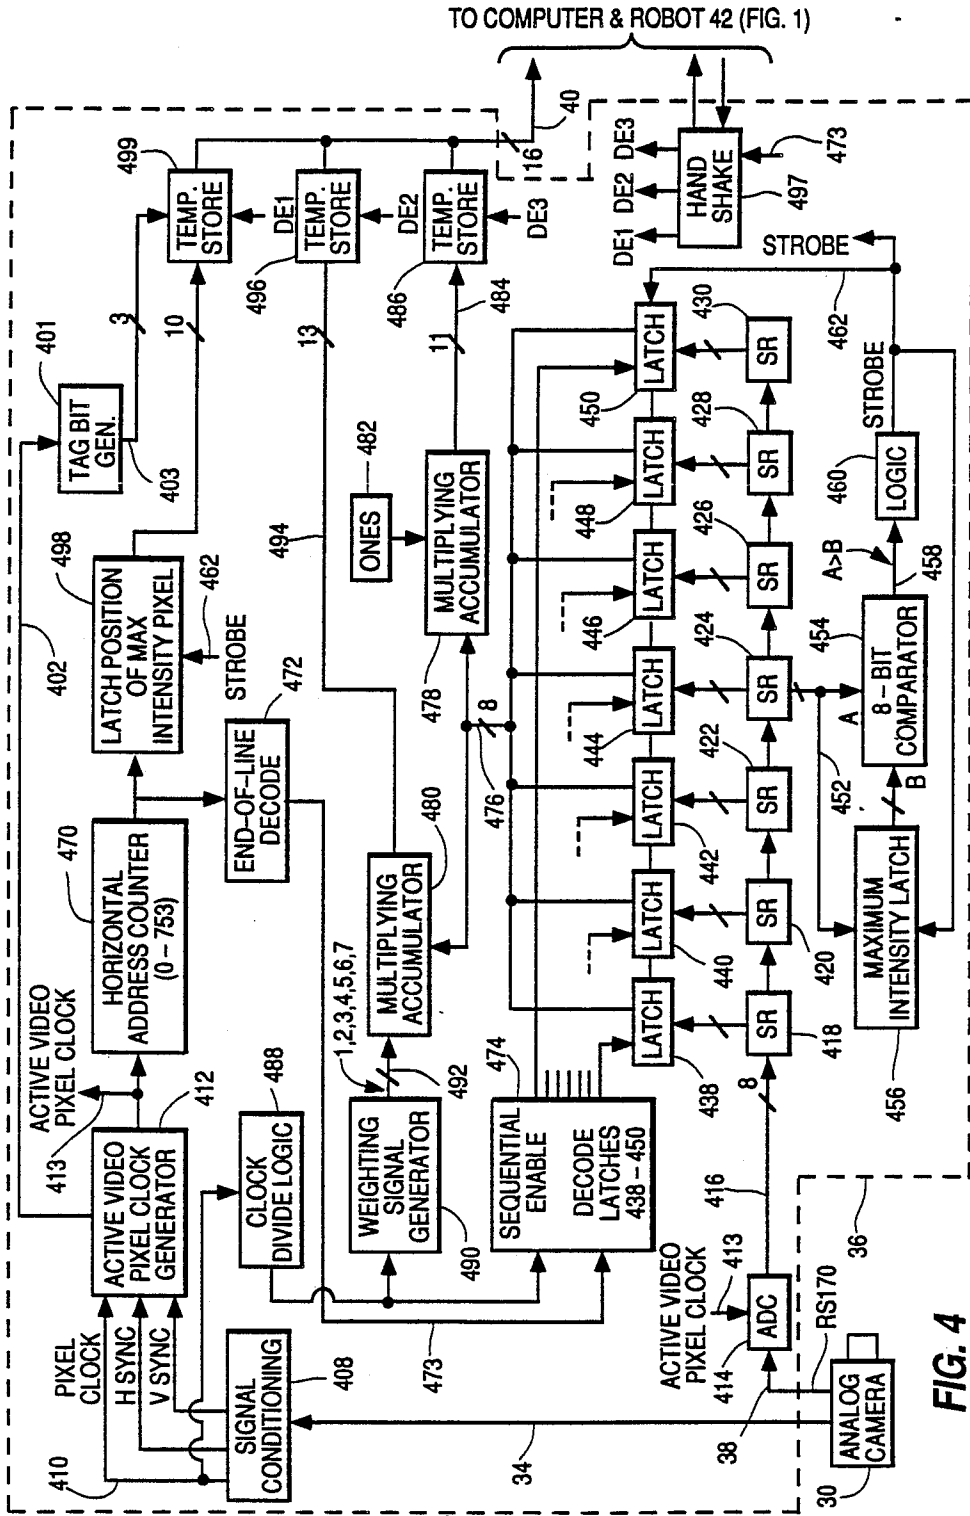 TO COMPUTER & ROBOT 42 (FIG. 1)
40
16
499
TEMP.
STORE
DE1
496
TEMP.
STORE
DE2
486
TEMP.
STORE
DE3
DE1
DE2
DE3
HAND
SHAKE
497
473
401
TAG BIT
GEN.
403
3
10
13
11
484
402
498
LATCH POSITION
OF MAX
INTENSITY PIXEL
462
STROBE
472
END-OF-LINE
DECODE
494
482
ONES
MULTIPLYING
ACCUMULATOR
478
470
HORIZONTAL
ADDRESS COUNTER
(0-753)
480
MULTIPLYING
ACCUMULATOR
476
8
ACTIVE VIDEO
PIXEL CLOCK
413
412
ACTIVE VIDEO
PIXEL CLOCK
GENERATOR
488
CLOCK
DIVIDE LOGIC
1,2,3,4,5,6,7
492
WEIGHTING
SIGNAL
GENERATOR
490
474
SEQUENTIAL
ENABLE
DECODE
LATCHES
438-450
473
PIXEL
CLOCK
H SYNC
V SYNC
410
408
SIGNAL
CONDITIONING
34
LATCH
438
LATCH
440
LATCH
442
LATCH
444
LATCH
446
LATCH
448
LATCH
450
SR
418
SR
420
SR
422
SR
424
SR
426
SR
428
SR
430
STROBE
462
ACTIVE VIDEO
PIXEL CLOCK
413
414
ADC
416
8
38
RS170
ANALOG
CAMERA
30
36
452
MAXIMUM
INTENSITY LATCH
456
A
B
8-BIT
COMPARATOR
454
A>B
458
LOGIC
460
STROBE
FIG. 4